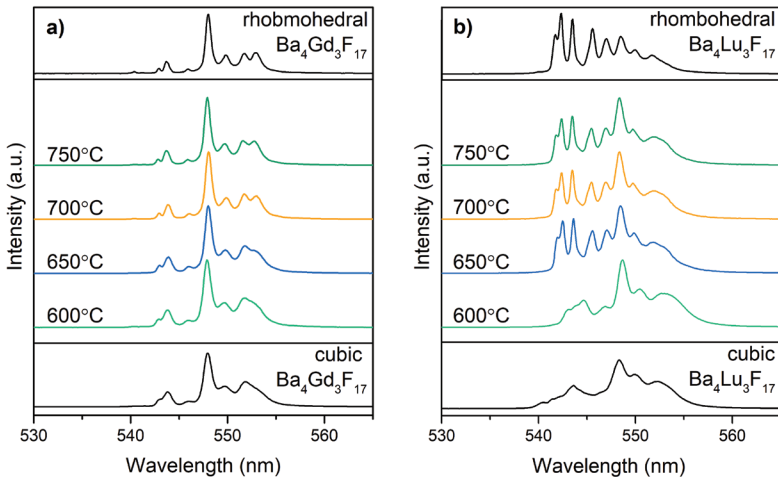 a)
rhobmohedral
Ba4Gd3F17
750°C
700°C
650°C
600°C
cubic
Ba4Gd3F17
Intensity (a.u.)
530
540
550
560
Wavelength (nm)
b)
rhombohedral
Ba4Lu3F17
750°C
700°C
650°C
600°C
cubic
Ba4Lu3F17
Intensity (a.u.)
530
540
550
560
Wavelength (nm)